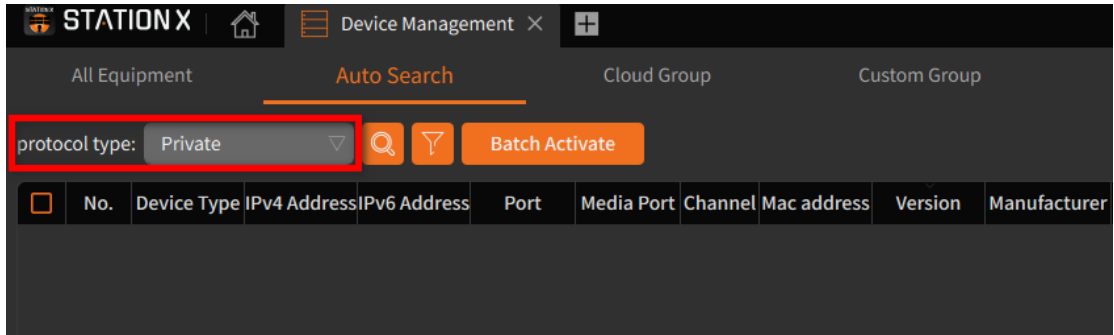 STATION X
STATION X Device Management
All Equipment Auto Search Cloud Group Custom Group
protocol type: Private Batch Activate
No. Device Type IPv4 Address IPv6 Address Port Media Port Channel Mac address Version Manufacturer